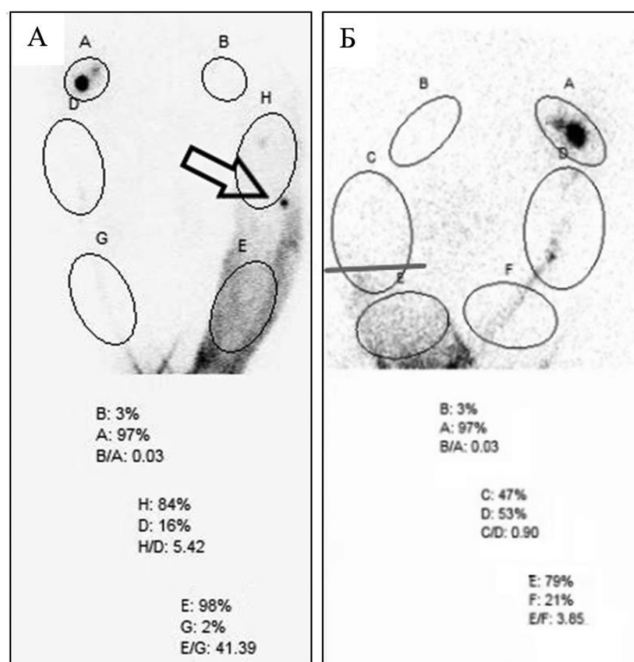 А
A
B
D
H
G
E
B: 3%
A: 97%
B/A: 0.03
H: 84%
D: 16%
H/D: 5.42
E: 98%
G: 2%
E/G: 41.39
Б
B
A
C
D
E
F
B: 3%
A: 97%
B/A: 0.03
C: 47%
D: 53%
C/D: 0.90
E: 79%
F: 21%
E/F: 3.85